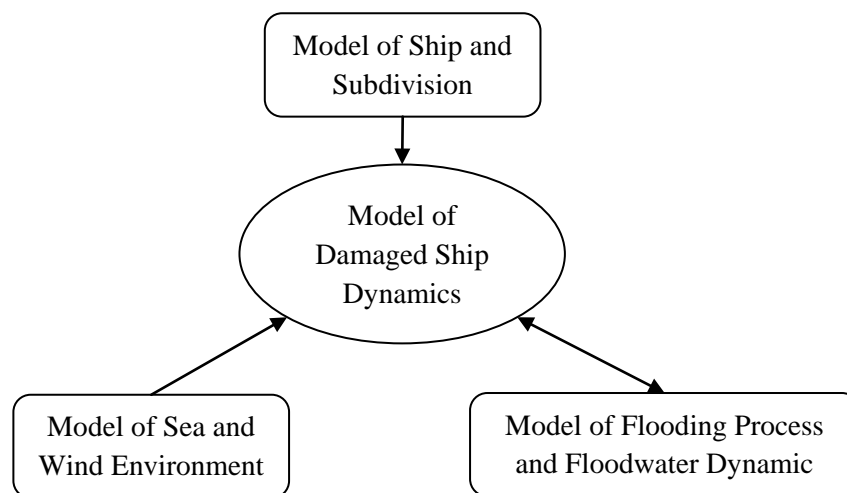 Model of Ship and
Subdivision
Model of
Damaged Ship
Dynamics
Model of Sea and
Wind Environment
Model of Flooding Process
and Floodwater Dynamic